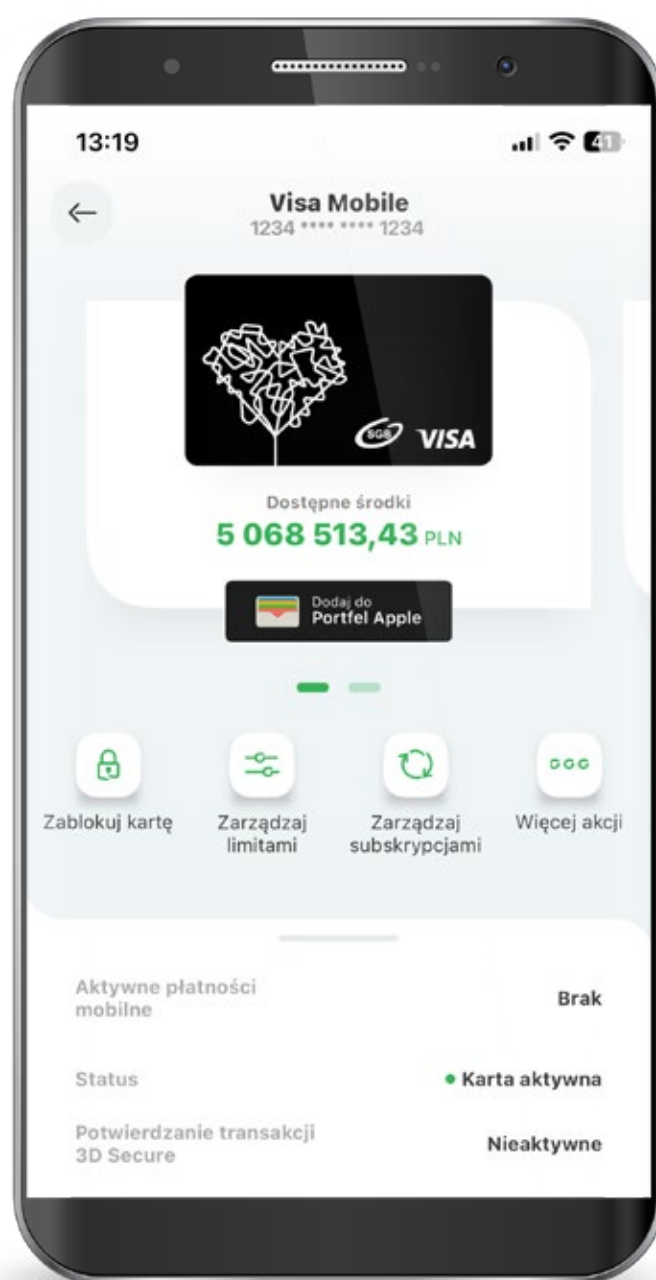 13:19
41
Visa Mobile
1234 **** **** 1234
SGB VISA
Dostępne środki
5 068 513,43 PLN
Dodaj do
Portfel Apple
Zablokuj kartę
Zarządzaj
limitami
Zarządzaj
subskrypcjami
Więcej akcji
Aktywne płatności
mobilne
Brak
Status
Karta aktywna
Potwierdzanie transakcji
3D Secure
Nieaktywne